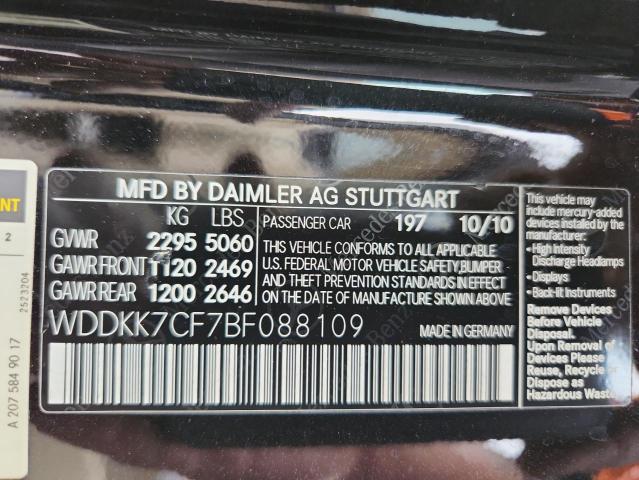 MFD BY DAIMLER AG STUTTGART
KG LBS
GVWR 2295 5060
GAWR FRONT 1120 2469
GAWR REAR 1200 2646
PASSENGER CAR 197 10/10
THIS VEHICLE CONFORMS TO ALL APPLICABLE
U.S. FEDERAL MOTOR VEHICLE SAFETY,BUMPER
AND THEFT PREVENTION STANDARDS IN EFFECT
ON THE DATE OF MANUFACTURE SHOWN ABOVE.
WDDKK7CF7BF088109
MADE IN GERMANY
This vehicle may
include mercury-added
devices installed by the
manufacturer:
• High Intensity
Discharge Headlamps
• Displays
• Back-lit Instruments
Remove Devices
Before Vehicle
Disposal.
Upon Removal of
Devices Please
Reuse, Recycle or
Dispose as
Hazardous Waste
2
2523204
A 207 584 90 17